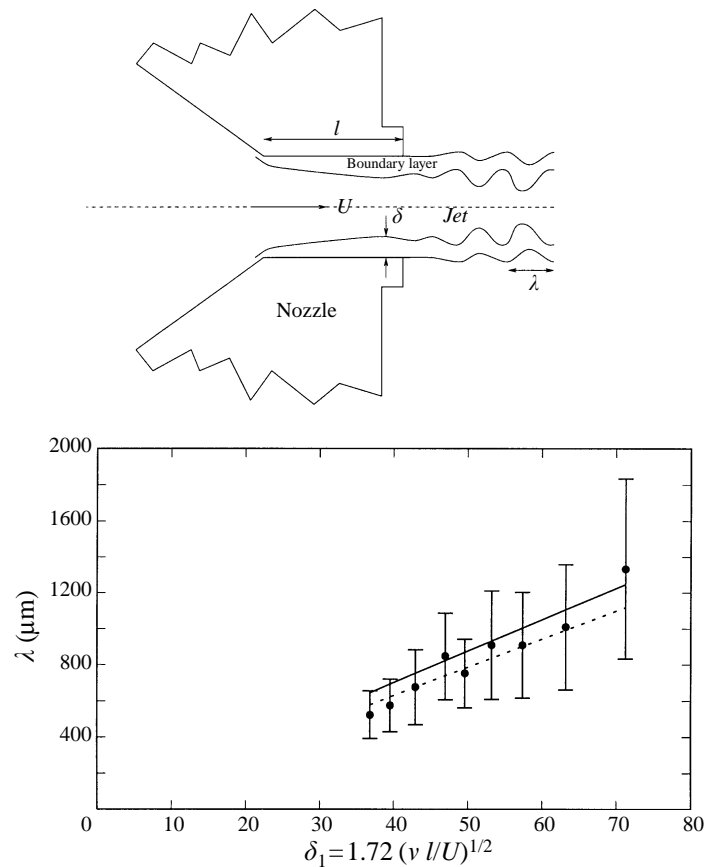 l
Boundary layer
U
δ
Jet
λ
Nozzle
2000
1600
1200
800
400
λ (μm)
0 10 20 30 40 50 60 70 80
δ₁ = 1.72 (ν l/U)¹/²